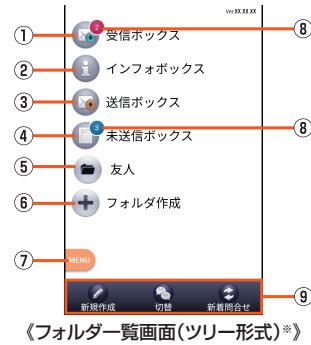 Ver.XX.XX.XX
① 2 受信ボックス ⑧
② インフォボックス
③ 送信ボックス
④ 3 未送信ボックス ⑧
⑤ 友人
⑥ フォルダ作成
⑦ MENU
新規作成 切替 新着問合せ ⑨
《フォルダ一覧画面(ツリー形式)※》